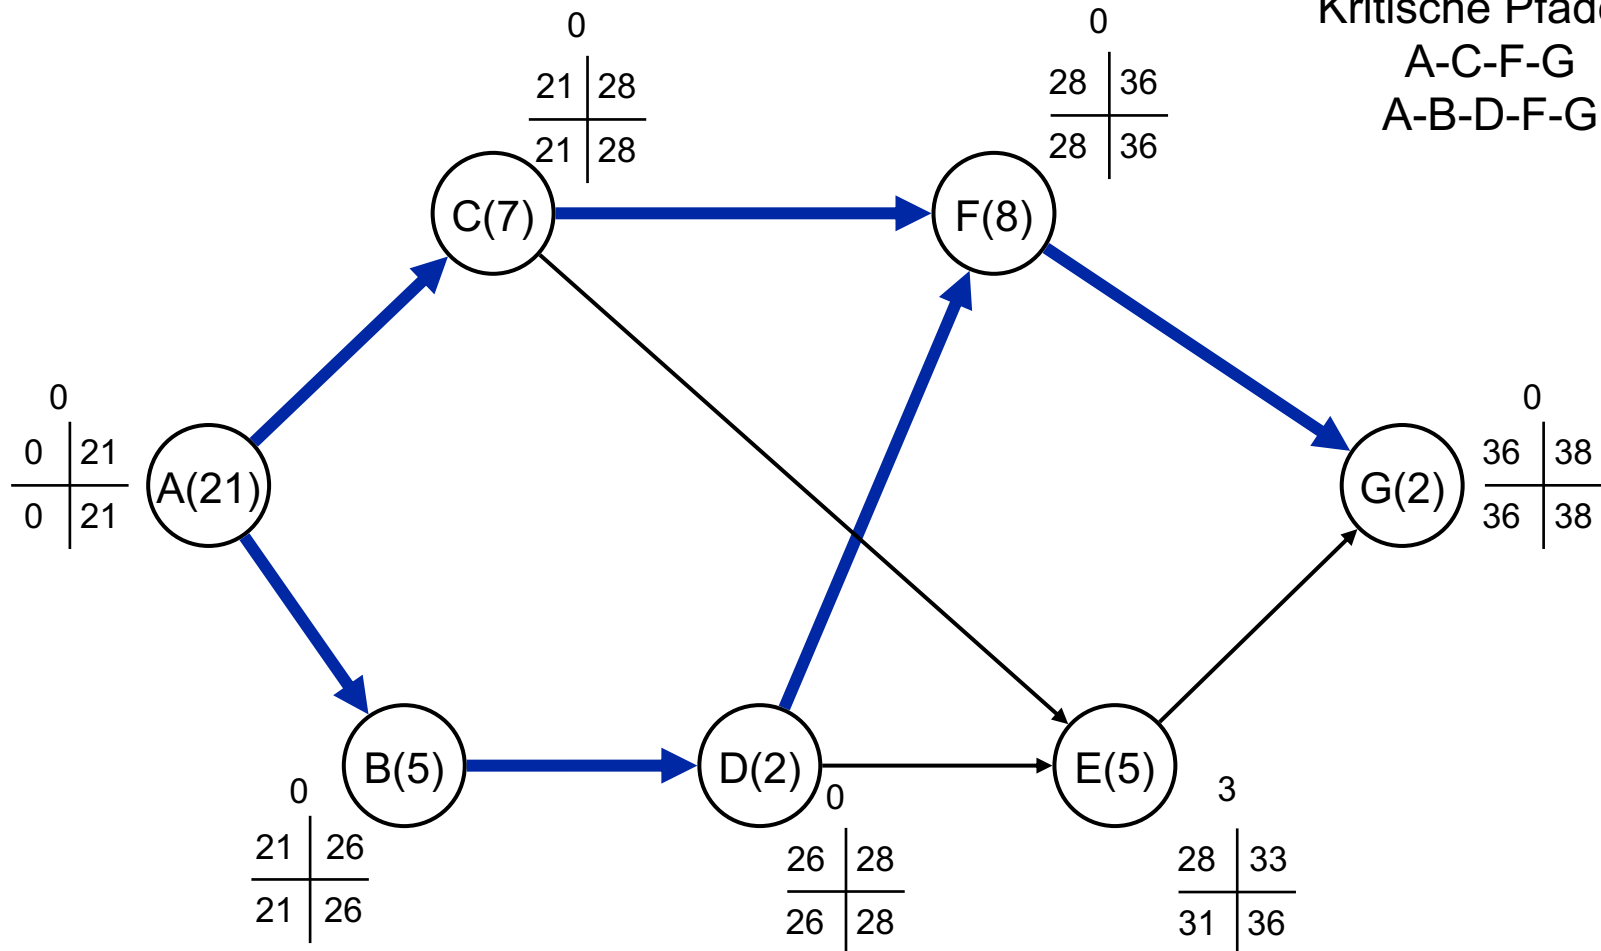 Kritische Pfade
A-C-F-G
A-B-D-F-G
0
21 28
21 28
C(7)
0
28 36
28 36
F(8)
0
0 21
0 21
A(21)
0
36 38
36 38
G(2)
B(5)
0
21 26
21 26
D(2)
0
26 28
26 28
E(5)
3
28 33
31 36